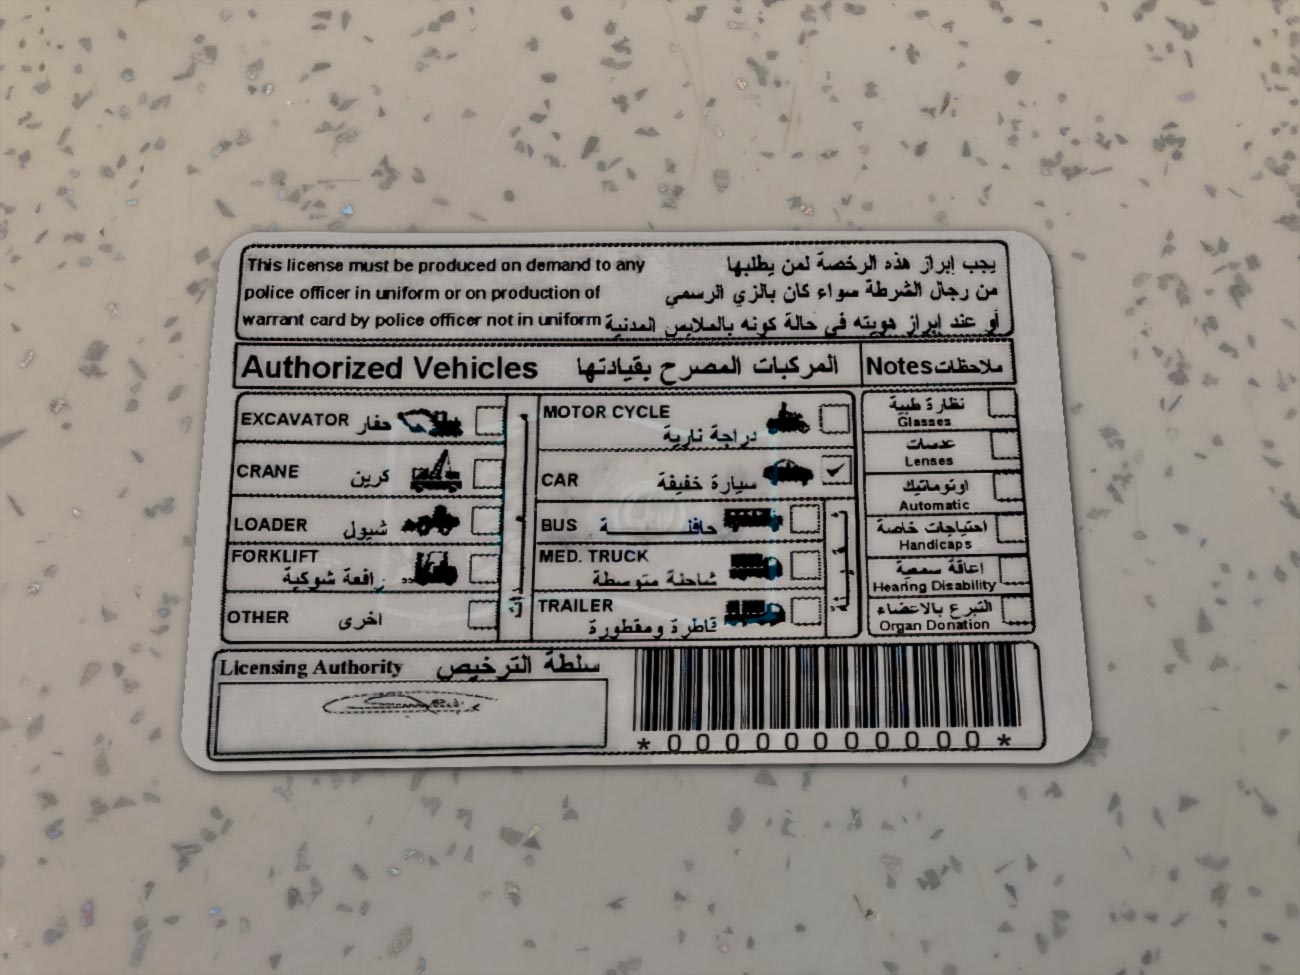 This license must be produced on demand to any
police officer in uniform or on production of
warrant card by police officer not in uniform
يجب إبراز هذه الرخصة لمن يطلبها
من رجال الشرطة سواء كان بالزي الرسمي
أو عند إبراز هويته في حالة كونه بالملابس المدنية
Authorized Vehicles المركبات المصرح بقيادتها
Notes ملاحظات
EXCAVATOR حفار
CRANE كرين
LOADER شيول
FORKLIFT
رافعة شوكية
OTHER اخرى
MOTOR CYCLE
دراجة نارية
CAR سيارة خفيفة
BUS حافلـــــــة
MED. TRUCK
شاحنة متوسطة
TRAILER
قاطرة ومقطورة
نظارة طبية
Glasses
عدسات
Lenses
اوتوماتيك
Automatic
احتياجات خاصة
Handicaps
اعاقة سمعية
Hearing Disability
التبرع بالاعضاء
Organ Donation
Licensing Authority سلطة الترخيص
*00000000000*